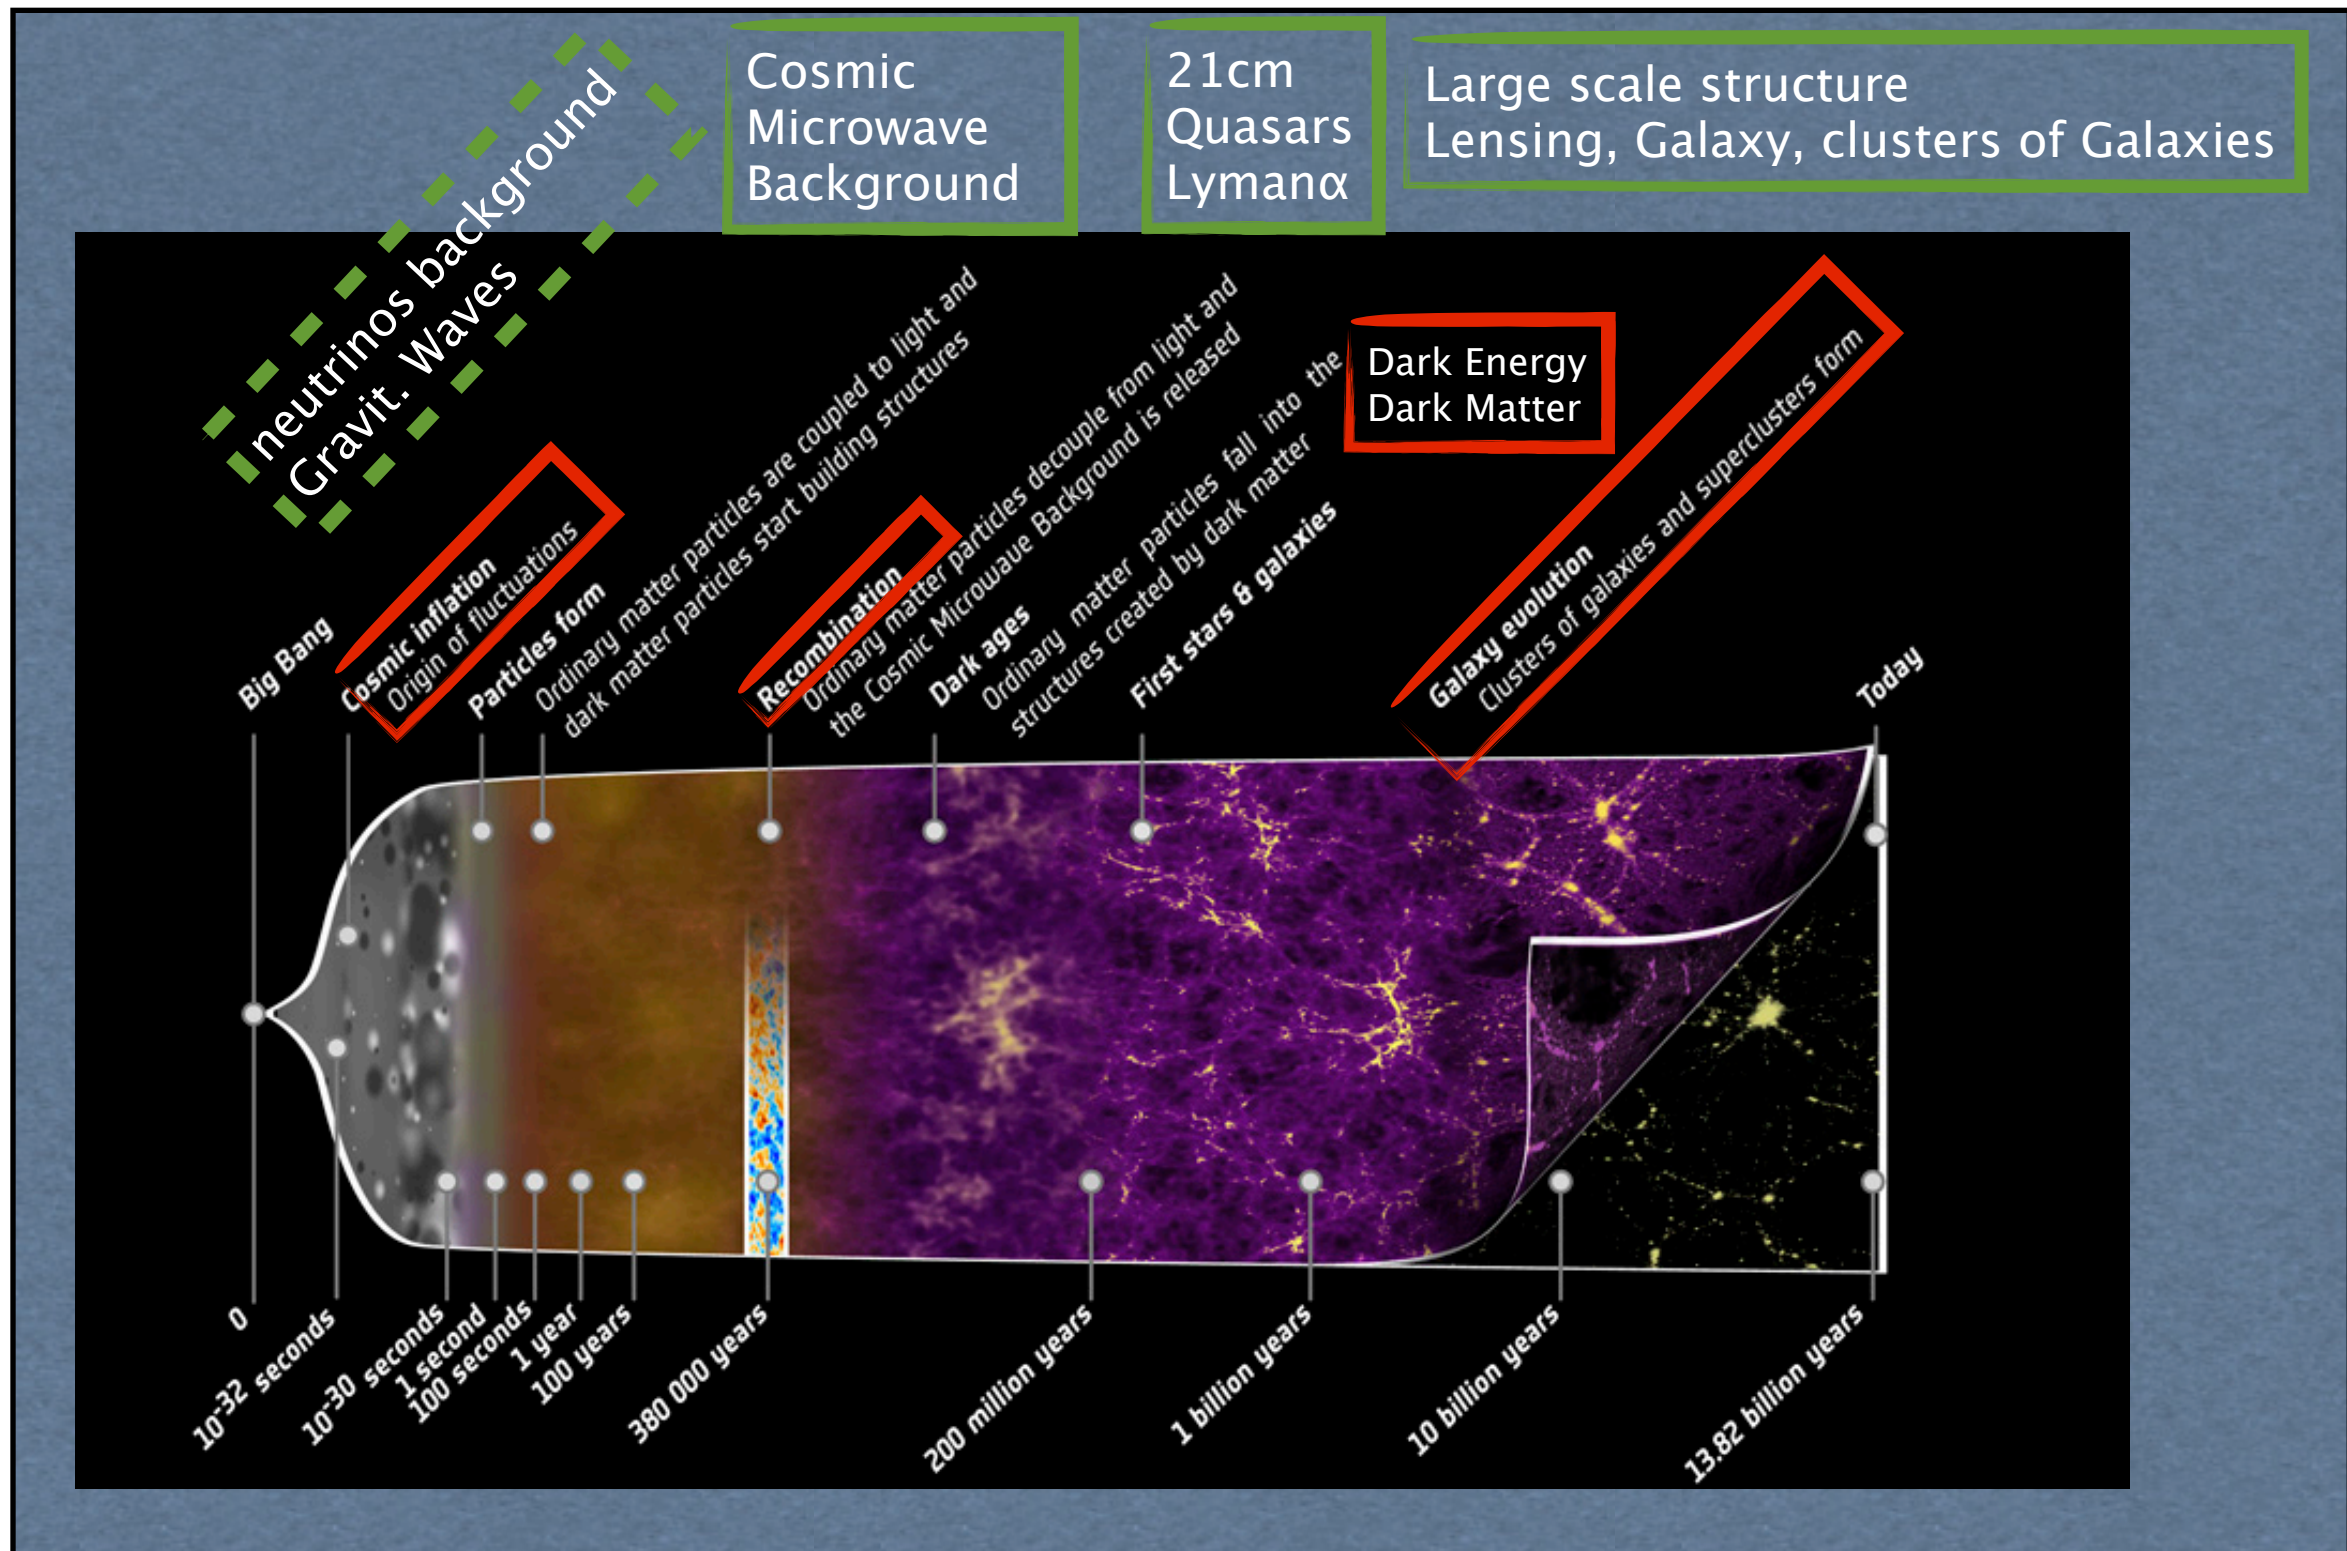 neutrinos background
Gravit. Waves
Cosmic
Microwave
Background
21cm
Quasars
Lymanα
Large scale structure
Lensing, Galaxy, clusters of Galaxies
Dark Energy
Dark Matter
Big Bang
Cosmic inflation
Origin of fluctuations
Particles form
Ordinary matter particles are coupled to light and
dark matter particles start building structures
Recombination
Ordinary matter particles decouple from light and
the Cosmic Microwave Background is released
Dark ages
Ordinary matter particles fall into the
structures created by dark matter
First stars & galaxies
Galaxy evolution
Clusters of galaxies and superclusters form
Today
0
10⁻³² seconds
10⁻³⁰ seconds
1 second
100 seconds
1 year
100 years
380 000 years
200 million years
1 billion years
10 billion years
13.82 billion years